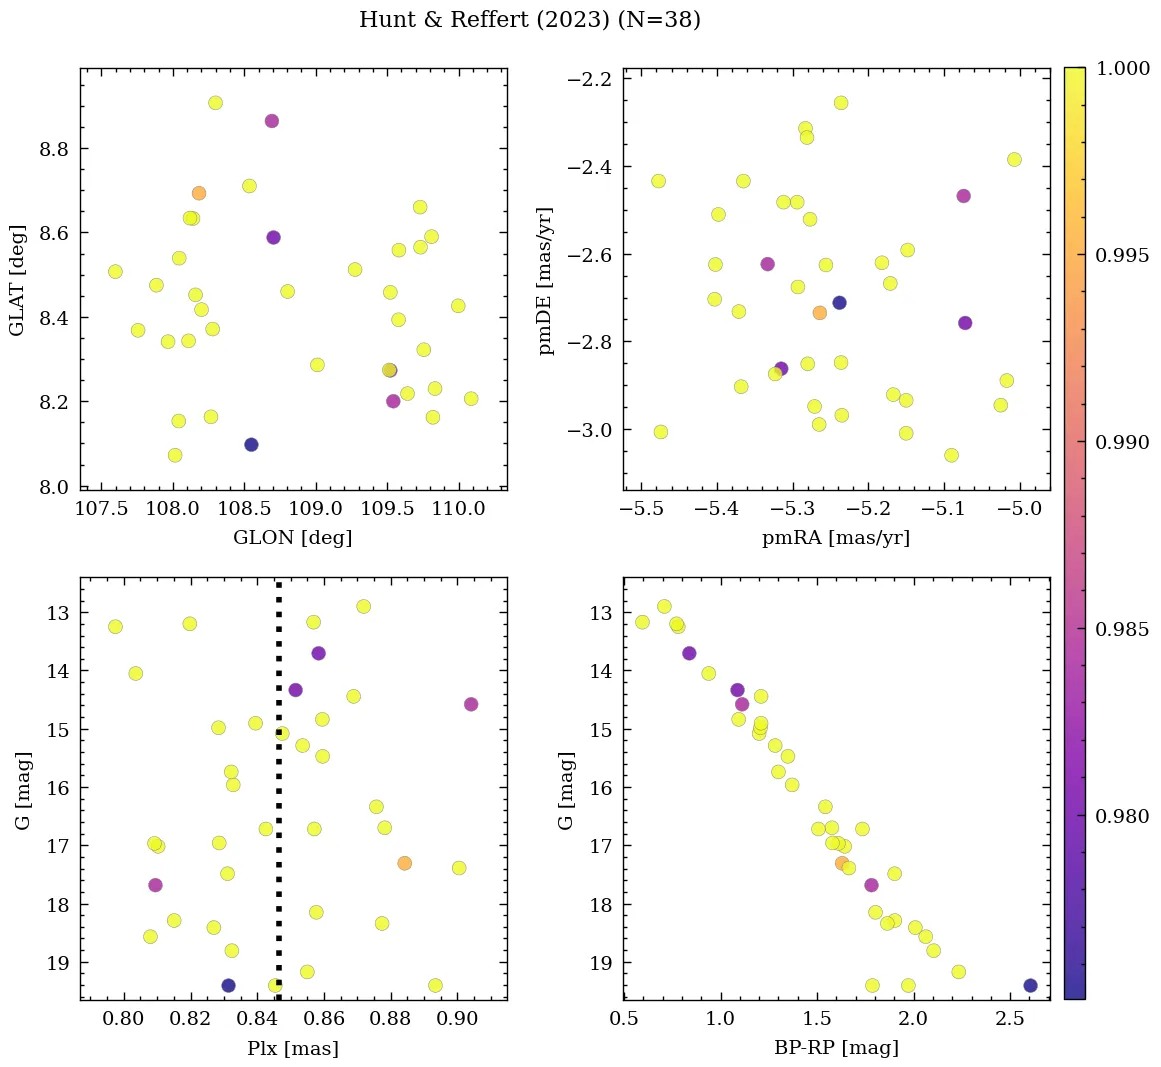 Hunt & Reffert (2023) (N=38)
8.8
8.6
8.4
8.2
8.0
GLAT [deg]
107.5 108.0 108.5 109.0 109.5 110.0
GLON [deg]
−2.2
−2.4
−2.6
−2.8
−3.0
pmDE [mas/yr]
−5.5 −5.4 −5.3 −5.2 −5.1 −5.0
pmRA [mas/yr]
13
14
15
16
17
18
19
G [mag]
0.80 0.82 0.84 0.86 0.88 0.90
Plx [mas]
13
14
15
16
17
18
19
G [mag]
0.5 1.0 1.5 2.0 2.5
BP-RP [mag]
1.000
0.995
0.990
0.985
0.980